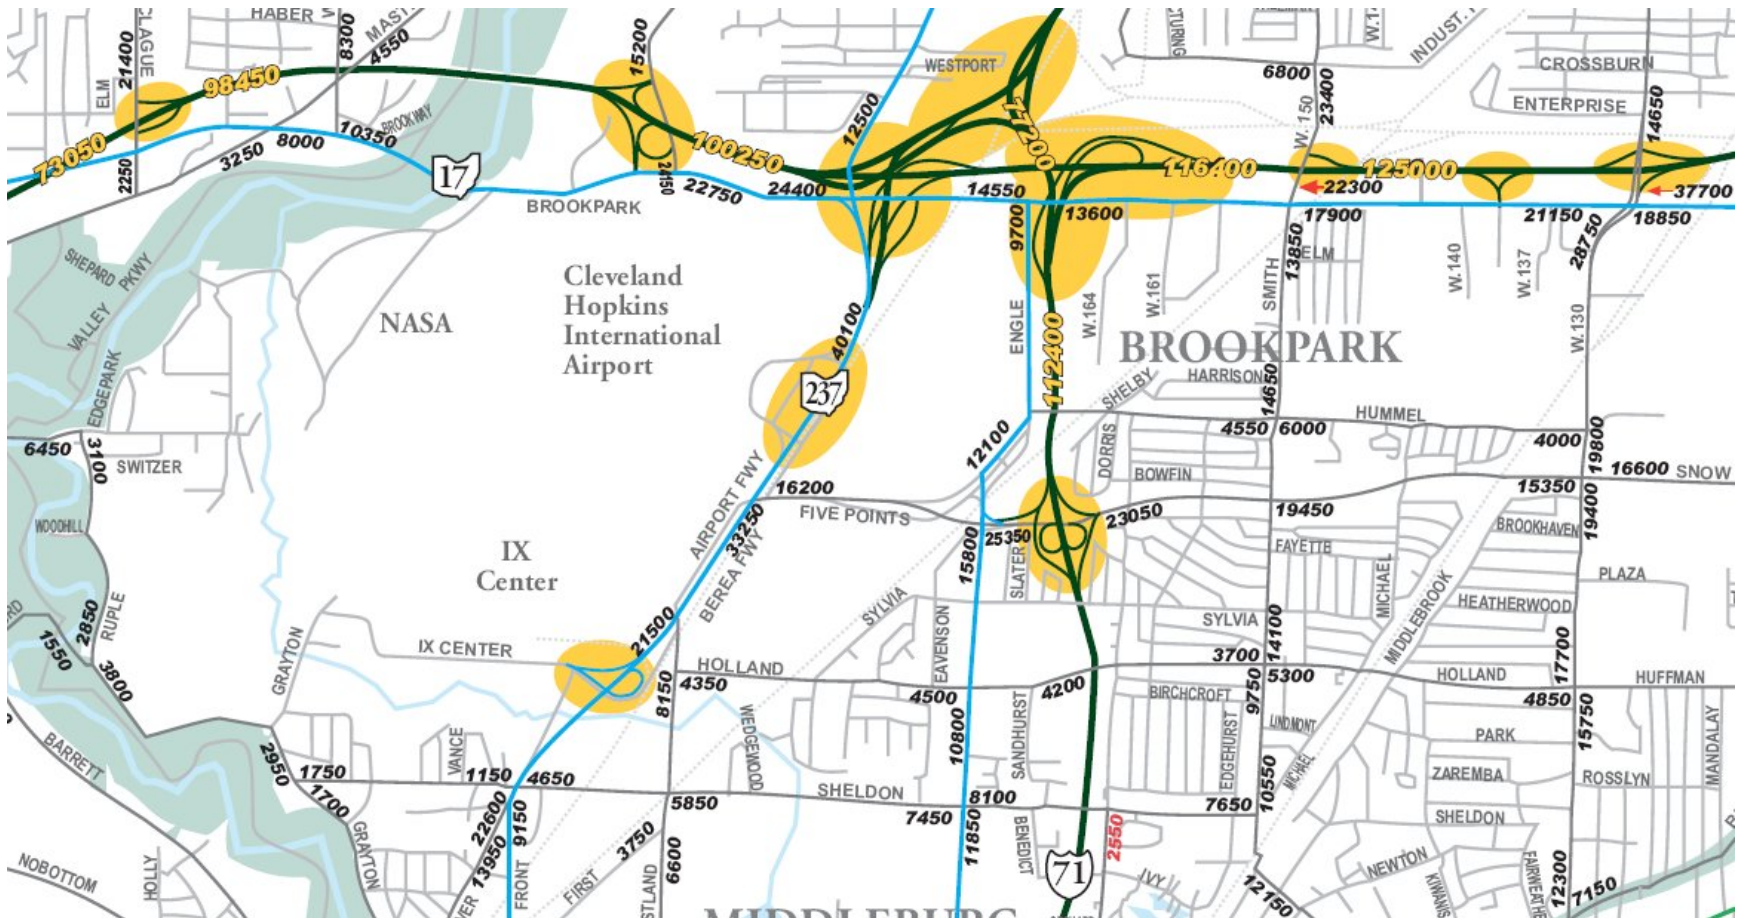 HABER
CLAGUE
8300
4550
15200
WESTPORT
W.14
INDUST.
CROSSBURN
ENTERPRISE
6800
23400
W. 150
14650
ELM
21400
98450
12500
77200
73050
2250
3250
8000
10350
BROOKWAY
17
BROOKPARK
24150
22750
100250
24400
14550
116400
125000
22300
37700
9700
13600
17900
21150
18850
SHEPARD
VALLEY
PKWY
NASA
Cleveland
Hopkins
International
Airport
40100
237
ENGLE
112400
W.164
W.161
SMITH
13850
ELM
W.140
W.137
28750
W.130
BROOKPARK
SHELBY
HARRISON
14650
HUMMEL
4550
6000
4000
19800
EDGEPARK
6450
3100
SWITZER
12100
DORRIS
BOWFIN
15350
16600
SNOW
16200
FIVE POINTS
AIRPORT FWY
33250
BEREA FWY
23050
19450
19400
BROOKHAVEN
WOODHILL
IX
Center
25350
15800
SLATER
FAYETTE
MICHAEL
MIDDLEBROOK
PLAZA
HEATHERWOOD
2850
RUPLE
1550
3800
GRAYTON
IX CENTER
21500
SYLVIA
EAVENSON
SYLVIA
14100
17700
HOLLAND
4350
8150
4500
4200
3700
5300
HOLLAND
4850
HUFFMAN
BIRCHCROFT
9750
LINDMONT
15750
MANDALAY
BARRETT
2950
1750
1700
VANCE
1150
4650
WEDGEWOOD
10800
SANDHURST
EDGEHURST
10550
MICHAEL
PARK
ZAREMBA
ROSSLYN
SHELDON
5850
7450
8100
7650
SHELDON
22600
9150
13950
FRONT
GRAYTON
FIRST
3750
6600
11850
BENEDICT
2550
71
IVY
NEWTON
KIWANIS
12150
12300
7150
NOBOTTOM
HOLLY